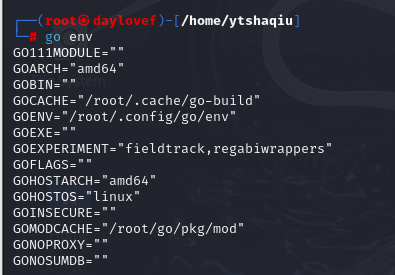 ┌──(root㉿daylovef)-[/home/ytshaqiu]
└─# go env
GO111MODULE=""
GOARCH="amd64"
GOBIN=""
GOCACHE="/root/.cache/go-build"
GOENV="/root/.config/go/env"
GOEXE=""
GOEXPERIMENT="fieldtrack,regabiwrappers"
GOFLAGS=""
GOHOSTARCH="amd64"
GOHOSTOS="linux"
GOINSECURE=""
GOMODCACHE="/root/go/pkg/mod"
GONOPROXY=""
GONOSUMDB=""